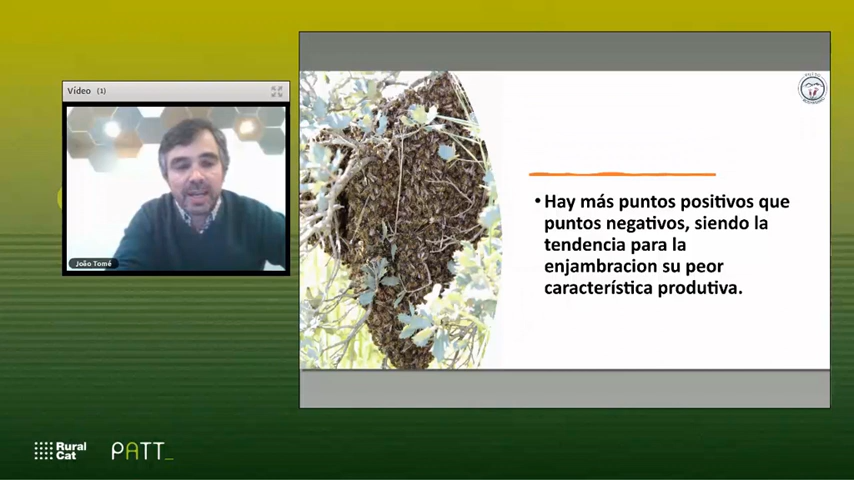 Vídeo (1)
João Tomé
• Hay más puntos positivos que
puntos negativos, siendo la
tendencia para la
enjambracion su peor
característica produtiva.
Rural
Cat
PATT_